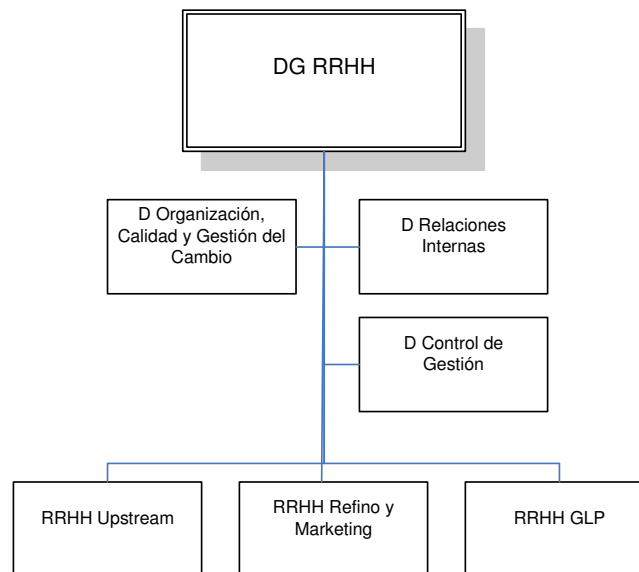 DG RRHH
D Organización,
Calidad y Gestión del
Cambio
D Relaciones
Internas
D Control de
Gestión
RRHH Upstream
RRHH Refino y
Marketing
RRHH GLP